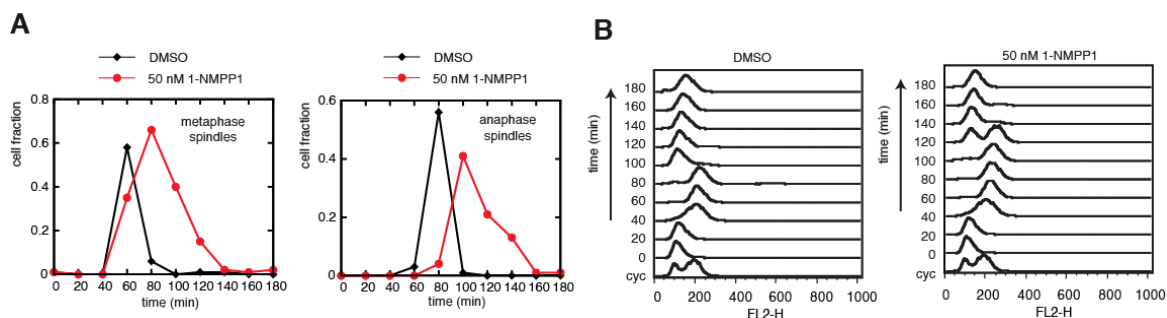 A
DMSO
50 nM 1-NMPP1
0.8
0.6
0.4
0.2
0
cell fraction
metaphase
spindles
0 20 40 60 80 100 120 140 160 180
time (min)
DMSO
50 nM 1-NMPP1
0.6
0.4
0.2
0
cell fraction
anaphase
spindles
0 20 40 60 80 100 120 140 160 180
time (min)
B
DMSO
180
160
140
120
100
80
60
40
20
0
cyc
time (min)
0 200 400 600 800 1000
FL2-H
50 nM 1-NMPP1
180
160
140
120
100
80
60
40
20
0
cyc
time (min)
0 200 400 600 800 1000
FL2-H